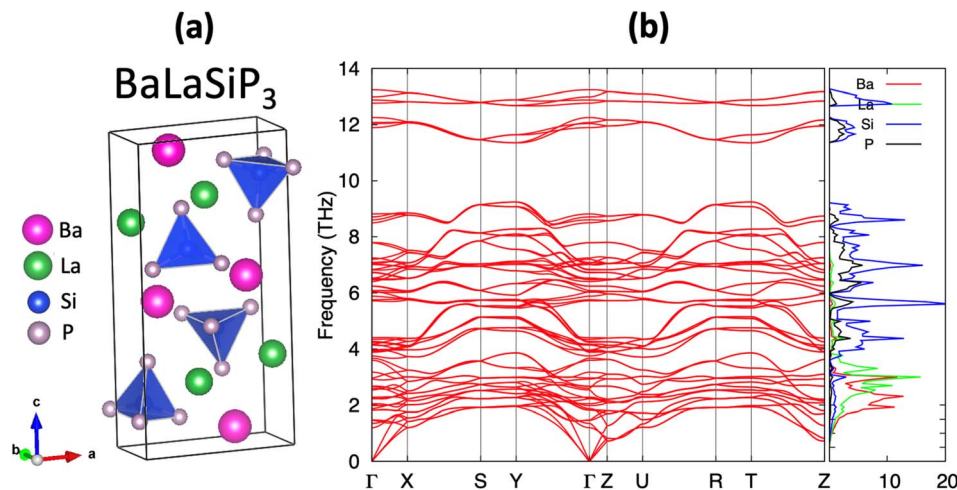 (a)
BaLaSiP3
Ba
La
Si
P
c
b
a
(b)
Frequency (THz)
14
12
10
8
6
4
2
0
Γ X S Y Γ Z U R T Z
Ba
La
Si
P
10 20